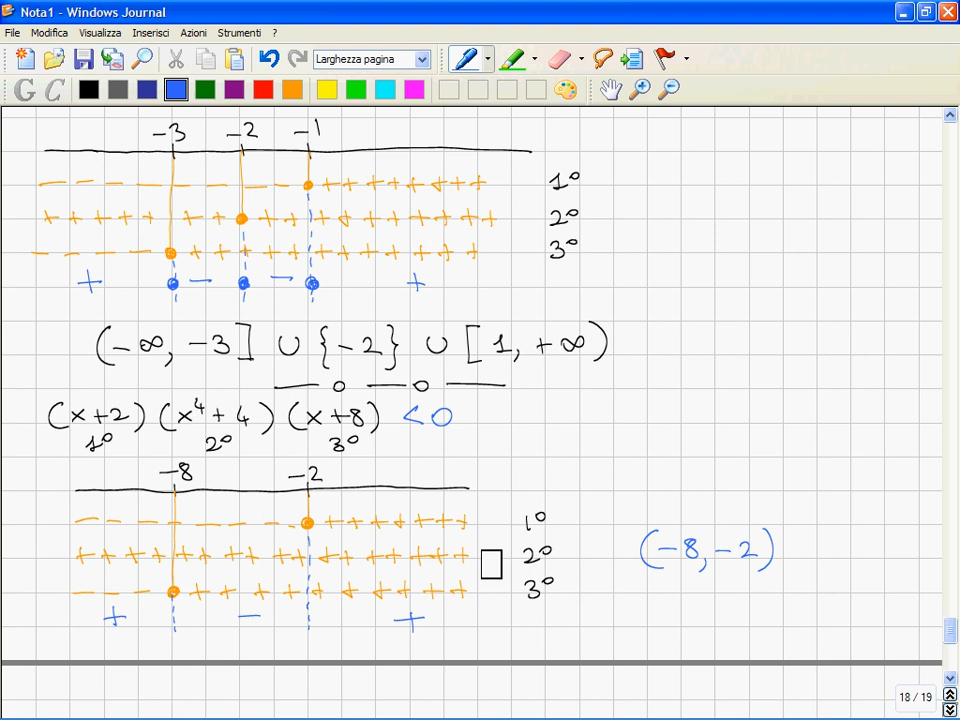 Nota1 - Windows Journal
File Modifica Visualizza Inserisci Azioni Strumenti ?
Larghezza pagina
G C
-3 -2 -1
- - - - - - - - - - + + + + + + + + 1°
+ + + + + + + + + + + + + + + + + 2°
- - - - - + + + + + + + + + + + + 3°
+ - - +
(-∞, -3] ∪ {-2} ∪ [1, +∞)
—— o —— o ——
(x+2) (x⁴+4) (x+8) < 0
1° 2° 3°
-8 -2
- - - - - - - - - + + + + + + + 1°
+ + + + + + + + + + + + + + + + 2°
- - - - + + + + + + + + + + + 3°
+ - +
(-8, -2)
18 / 19